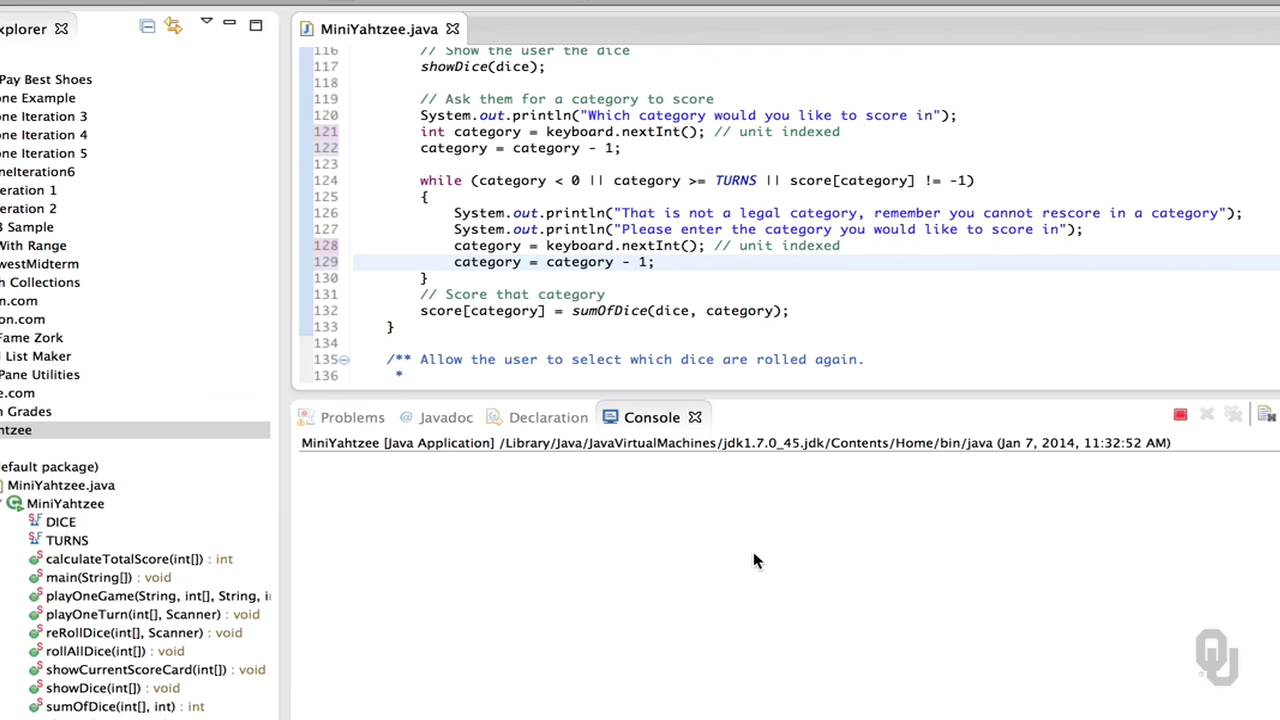 xplorer
Pay Best Shoes
one Example
one Iteration 3
one Iteration 4
one Iteration 5
oneIteration6
teration 1
teration 2
3 Sample
With Range
westMidterm
h Collections
n.com
on.com
Fame Zork
l List Maker
Pane Utilities
e.com
n Grades
htzee
efault package)
MiniYahtzee.java
MiniYahtzee
DICE
TURNS
calculateTotalScore(int[]) : int
main(String[]) : void
playOneGame(String, int[], String, i
playOneTurn(int[], Scanner) : void
reRollDice(int[], Scanner) : void
rollAllDice(int[]) : void
showCurrentScoreCard(int[]) : void
showDice(int[]) : void
sumOfDice(int[], int) : int
MiniYahtzee.java
116 // Show the user the dice
117 showDice(dice);
118
119 // Ask them for a category to score
120 System.out.println("Which category would you like to score in");
121 int category = keyboard.nextInt(); // unit indexed
122 category = category - 1;
123
124 while (category < 0 || category >= TURNS || score[category] != -1)
125 {
126 System.out.println("That is not a legal category, remember you cannot rescore in a category");
127 System.out.println("Please enter the category you would like to score in");
128 category = keyboard.nextInt(); // unit indexed
129 category = category - 1;
130 }
131 // Score that category
132 score[category] = sumOfDice(dice, category);
133 }
134
135 /** Allow the user to select which dice are rolled again.
136 *
Problems @ Javadoc Declaration Console
MiniYahtzee [Java Application] /Library/Java/JavaVirtualMachines/jdk1.7.0_45.jdk/Contents/Home/bin/java (Jan 7, 2014, 11:32:52 AM)
OU